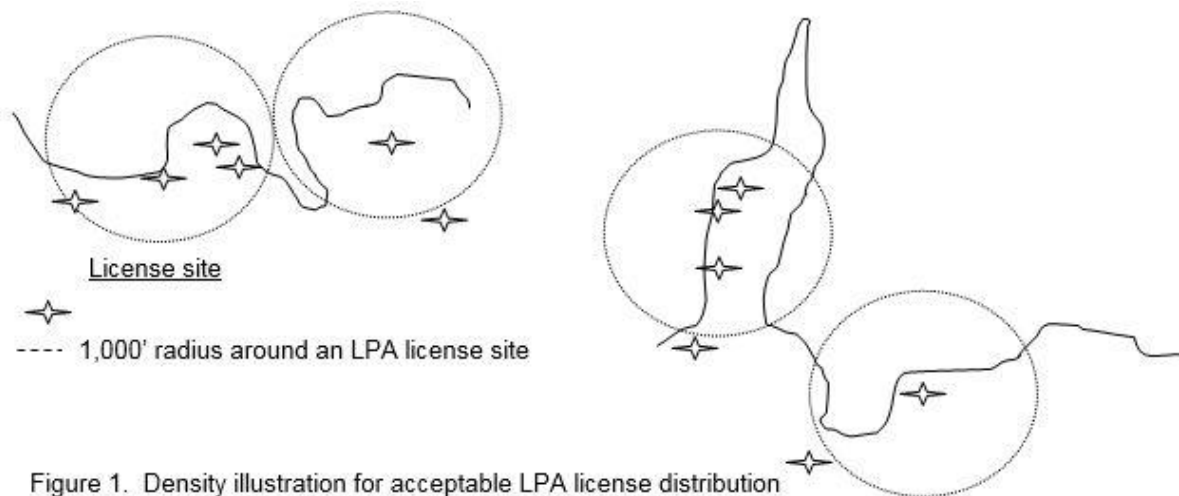 License site
1,000' radius around an LPA license site
Figure 1.  Density illustration for acceptable LPA license distribution